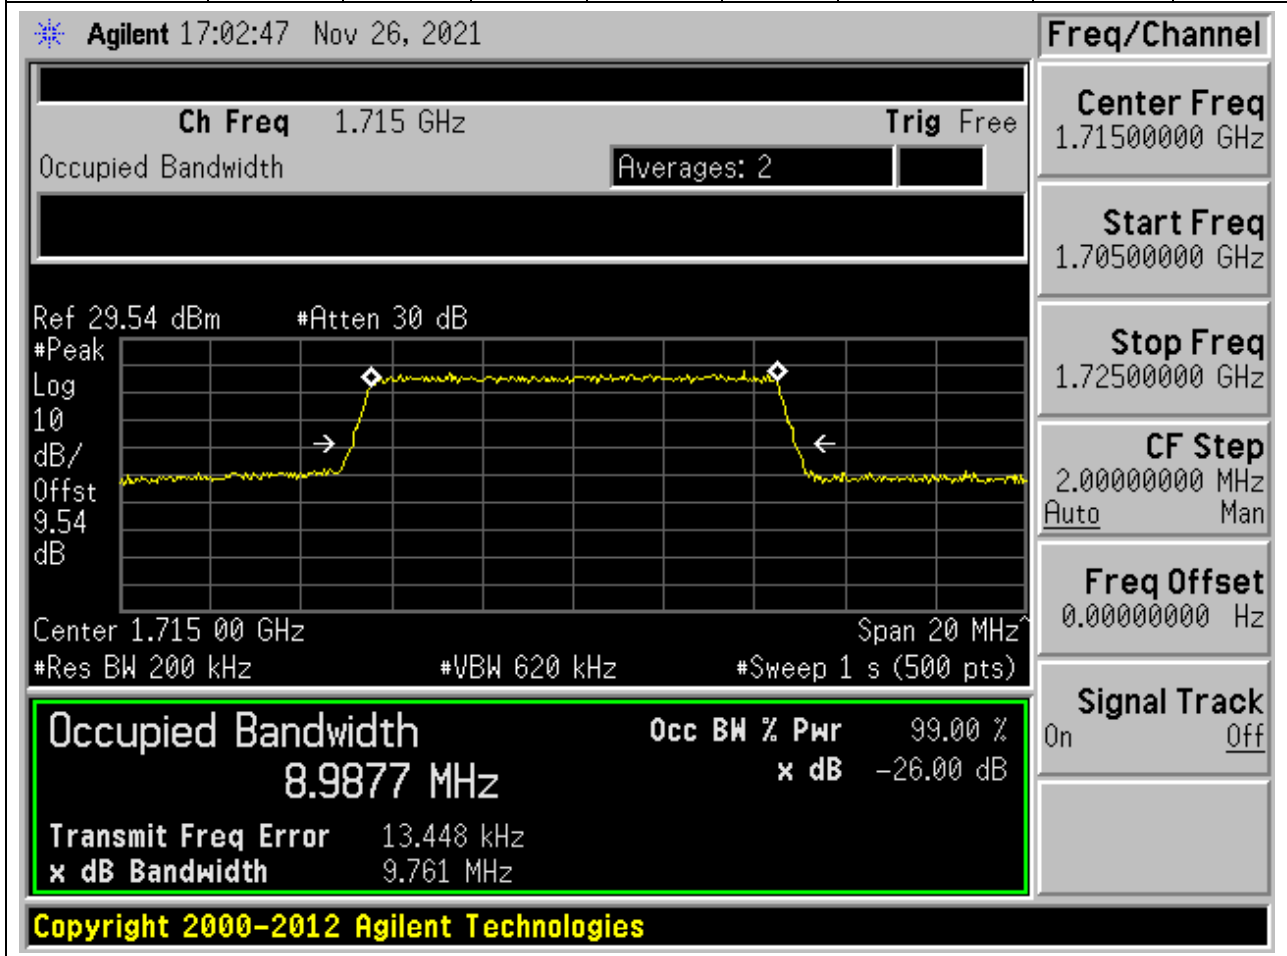 Agilent 17:02:47 Nov 26, 2021
Freq/Channel
Ch Freq 1.715 GHz
Trig Free
Occupied Bandwidth
Averages: 2
Center Freq
1.71500000 GHz
Start Freq
1.70500000 GHz
Stop Freq
1.72500000 GHz
CF Step
2.00000000 MHz
Auto Man
Freq Offset
0.00000000 Hz
Signal Track
On Off
Ref 29.54 dBm #Atten 30 dB
#Peak
Log
10
dB/
Offst
9.54
dB
Center 1.715 00 GHz Span 20 MHz^
#Res BW 200 kHz #VBW 620 kHz #Sweep 1 s (500 pts)
Occupied Bandwidth
8.9877 MHz
Occ BW % Pwr 99.00 %
x dB -26.00 dB
Transmit Freq Error 13.448 kHz
x dB Bandwidth 9.761 MHz
Copyright 2000-2012 Agilent Technologies